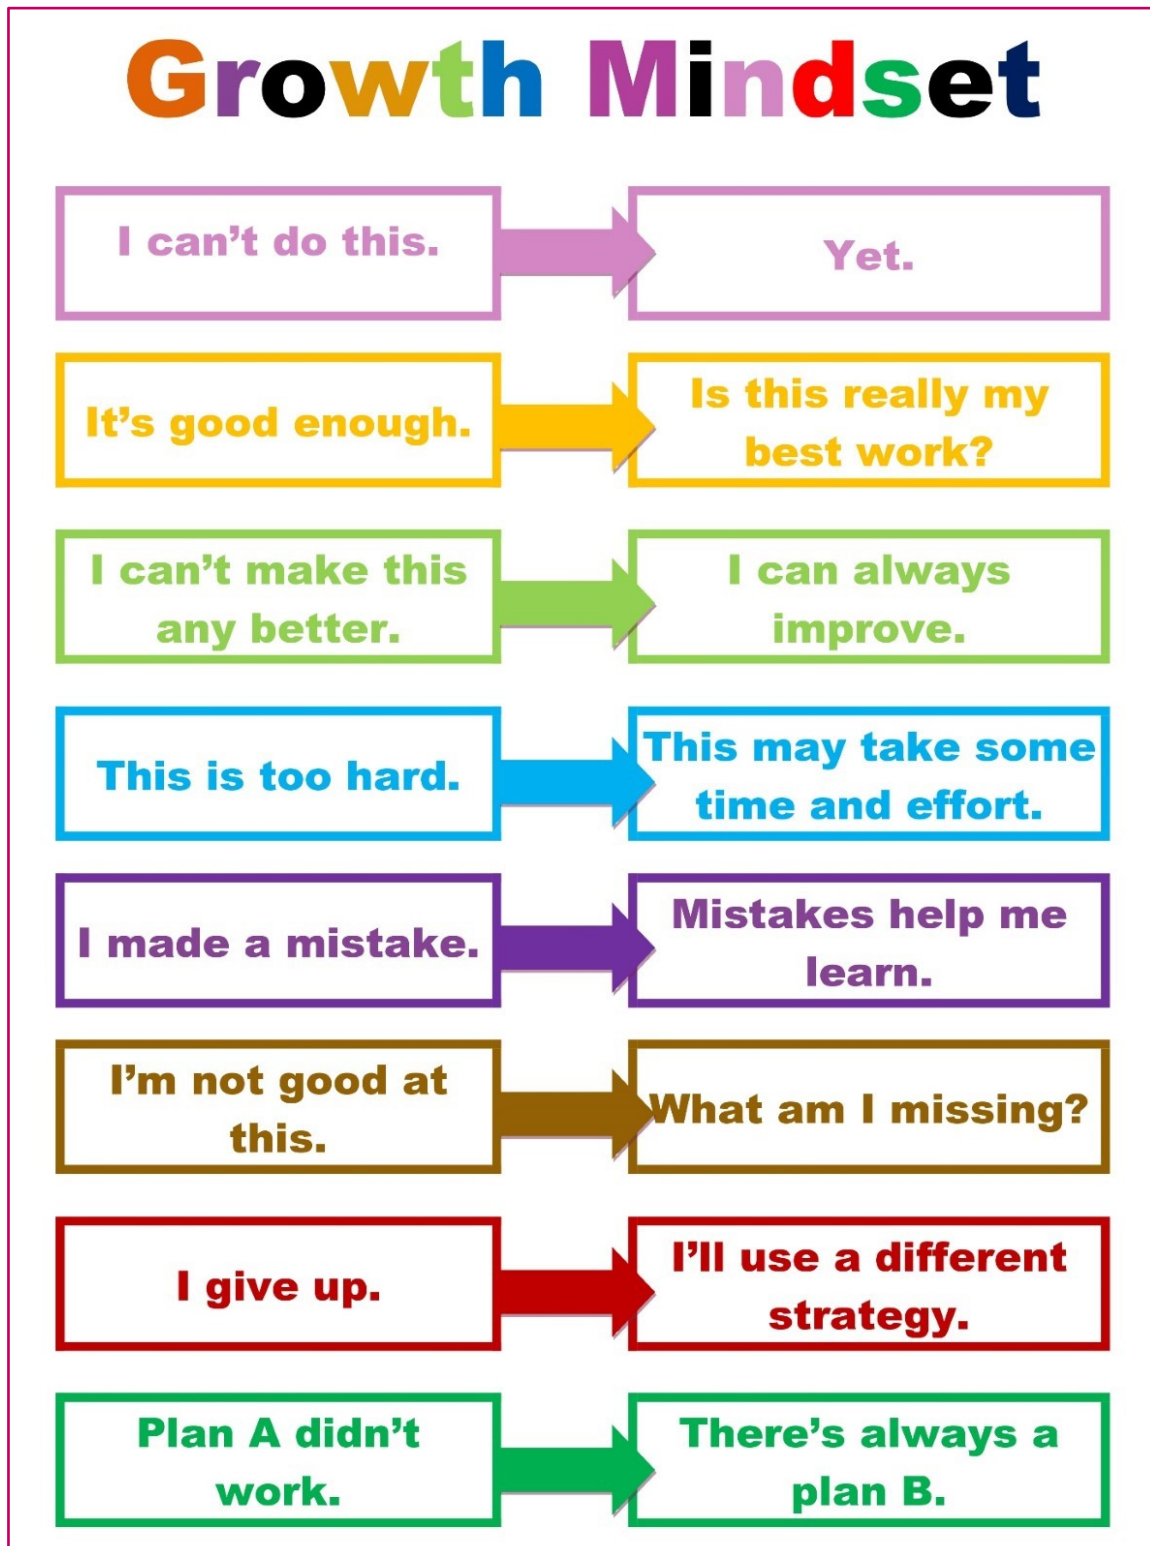 Growth Mindset
I can’t do this.
Yet.
It’s good enough.
Is this really my
best work?
I can’t make this
any better.
I can always
improve.
This is too hard.
This may take some
time and effort.
I made a mistake.
Mistakes help me
learn.
I’m not good at
this.
What am I missing?
I give up.
I’ll use a different
strategy.
Plan A didn’t
work.
There’s always a
plan B.